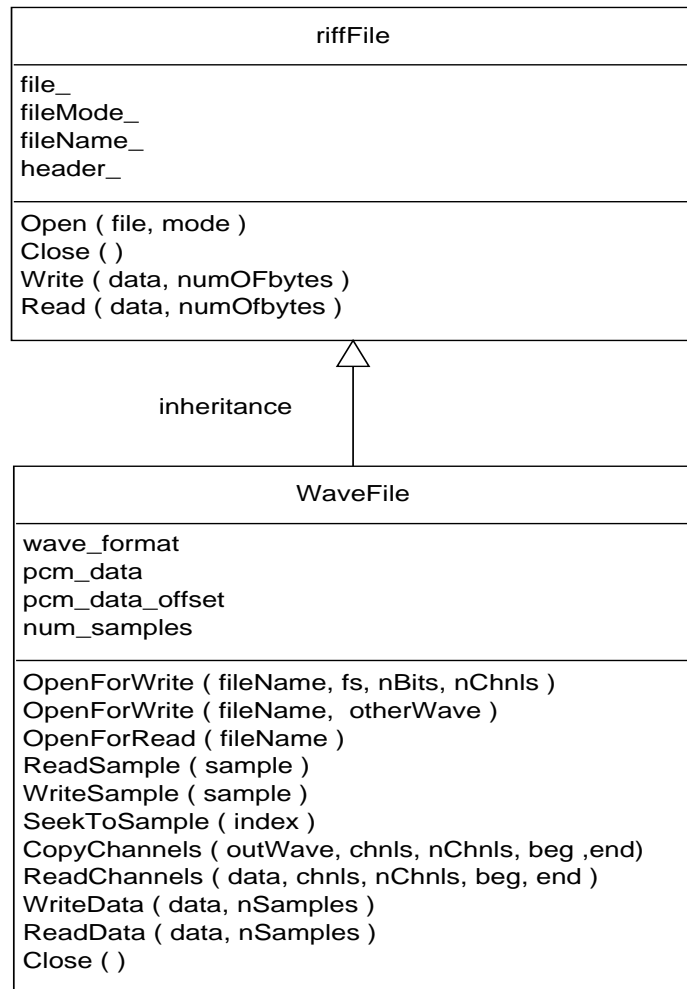 riffFile
file_
fileMode_
fileName_
header_
Open ( file, mode )
Close ( )
Write ( data, numOFbytes )
Read ( data, numOfbytes )
inheritance
WaveFile
wave_format
pcm_data
pcm_data_offset
num_samples
OpenForWrite ( fileName, fs, nBits, nChnls )
OpenForWrite ( fileName,  otherWave )
OpenForRead ( fileName )
ReadSample ( sample )
WriteSample ( sample )
SeekToSample ( index )
CopyChannels ( outWave, chnls, nChnls, beg ,end)
ReadChannels ( data, chnls, nChnls, beg, end )
WriteData ( data, nSamples )
ReadData ( data, nSamples )
Close ( )